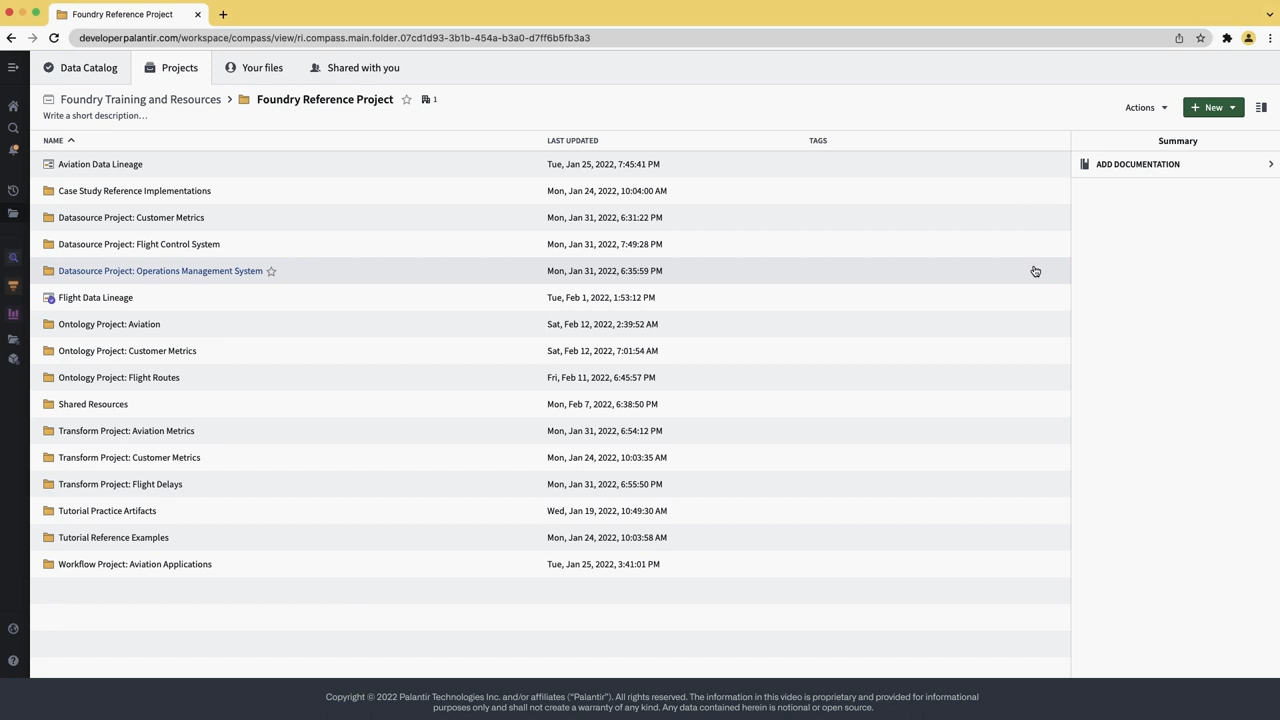 Foundry Reference Project
developerpalantir.com/workspace/compass/view/ri.compass.main.folder.07cd1d93-3b1b-454a-b3a0-d7ff6b5fb3a3
Data Catalog Projects Your files Shared with you
Foundry Training and Resources > Foundry Reference Project 1
Write a short description…
Actions + New
NAME LAST UPDATED TAGS Summary
Aviation Data Lineage Tue, Jan 25, 2022, 7:45:41 PM ADD DOCUMENTATION
Case Study Reference Implementations Mon, Jan 24, 2022, 10:04:00 AM
Datasource Project: Customer Metrics Mon, Jan 31, 2022, 6:31:22 PM
Datasource Project: Flight Control System Mon, Jan 31, 2022, 7:49:28 PM
Datasource Project: Operations Management System Mon, Jan 31, 2022, 6:35:59 PM
Flight Data Lineage Tue, Feb 1, 2022, 1:53:12 PM
Ontology Project: Aviation Sat, Feb 12, 2022, 2:39:52 AM
Ontology Project: Customer Metrics Sat, Feb 12, 2022, 7:01:54 AM
Ontology Project: Flight Routes Fri, Feb 11, 2022, 6:45:57 PM
Shared Resources Mon, Feb 7, 2022, 6:38:50 PM
Transform Project: Aviation Metrics Mon, Jan 31, 2022, 6:54:12 PM
Transform Project: Customer Metrics Mon, Jan 24, 2022, 10:03:35 AM
Transform Project: Flight Delays Mon, Jan 31, 2022, 6:55:50 PM
Tutorial Practice Artifacts Wed, Jan 19, 2022, 10:49:30 AM
Tutorial Reference Examples Mon, Jan 24, 2022, 10:03:58 AM
Workflow Project: Aviation Applications Tue, Jan 25, 2022, 3:41:01 PM
Copyright © 2022 Palantir Technologies Inc. and/or affiliates (“Palantir”). All rights reserved. The information in this video is proprietary and provided for informational
purposes only and shall not create a warranty of any kind. Any data contained herein is notional or open source.